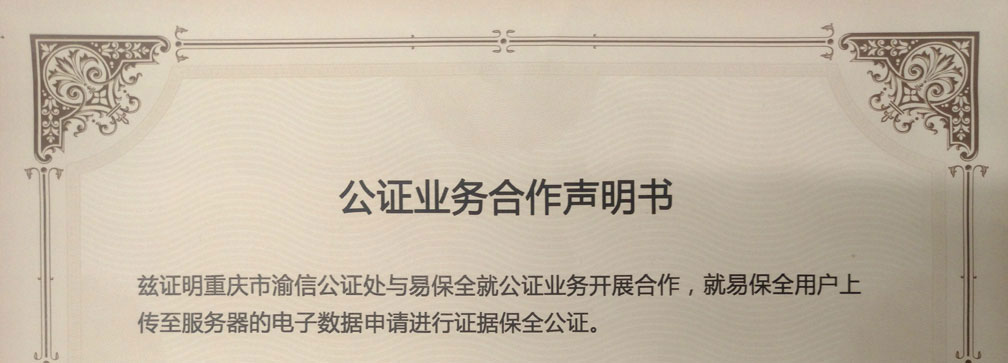 公证业务合作声明书
兹证明重庆市渝信公证处与易保全就公证业务开展合作，就易保全用户上
传至服务器的电子数据申请进行证据保全公证。